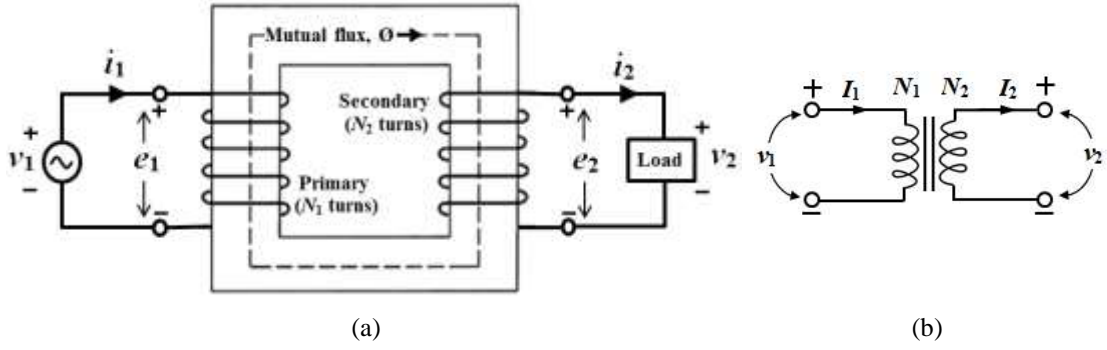 Mutual flux, Ø
i1
i2
+
+
Secondary
(N2 turns)
+
+
v1
e1
e2
Load
v2
−
Primary
(N1 turns)
−
−
−
(a)
+
I1
N1
N2
I2
+
v1
v2
−
−
(b)